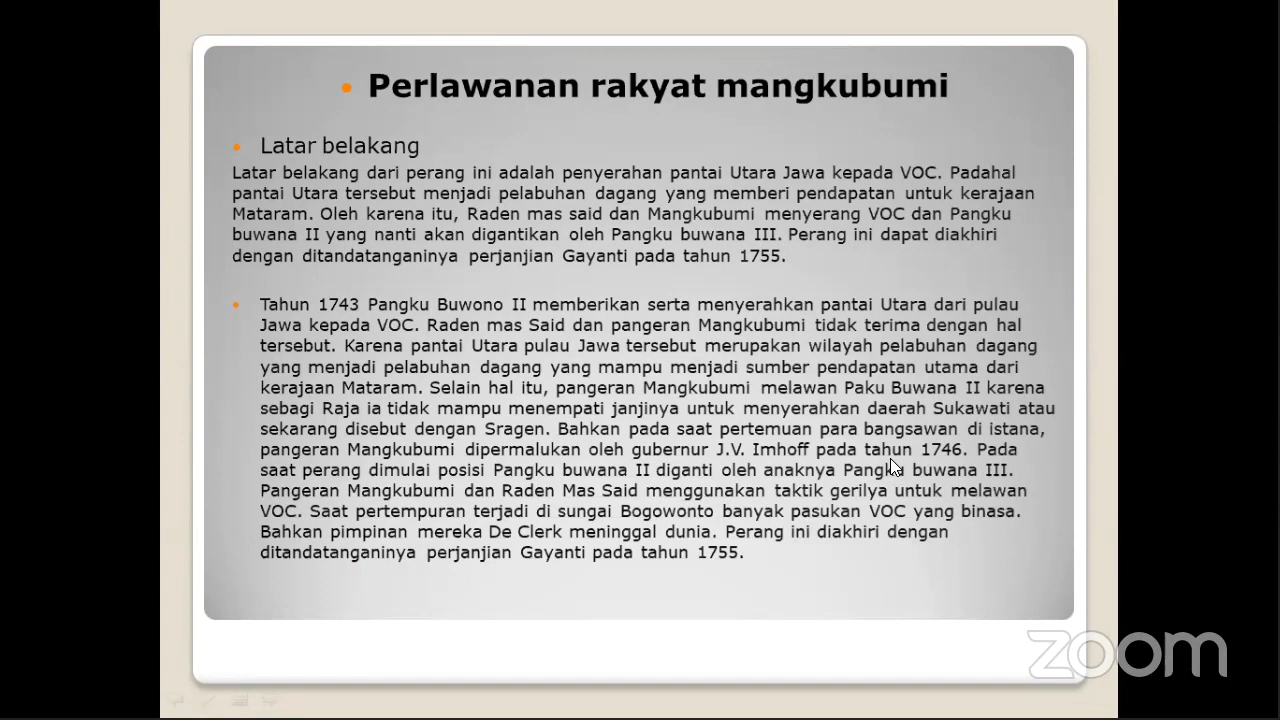 Perlawanan rakyat mangkubumi
Latar belakang
Latar belakang dari perang ini adalah penyerahan pantai Utara Jawa kepada VOC. Padahal
pantai Utara tersebut menjadi pelabuhan dagang yang memberi pendapatan untuk kerajaan
Mataram. Oleh karena itu, Raden mas said dan Mangkubumi menyerang VOC dan Pangku
buwana II yang nanti akan digantikan oleh Pangku buwana III. Perang ini dapat diakhiri
dengan ditandatanganinya perjanjian Gayanti pada tahun 1755.
Tahun 1743 Pangku Buwono II memberikan serta menyerahkan pantai Utara dari pulau
Jawa kepada VOC. Raden mas Said dan pangeran Mangkubumi tidak terima dengan hal
tersebut. Karena pantai Utara pulau Jawa tersebut merupakan wilayah pelabuhan dagang
yang menjadi pelabuhan dagang yang mampu menjadi sumber pendapatan utama dari
kerajaan Mataram. Selain hal itu, pangeran Mangkubumi melawan Paku Buwana II karena
sebagi Raja ia tidak mampu menempati janjinya untuk menyerahkan daerah Sukawati atau
sekarang disebut dengan Sragen. Bahkan pada saat pertemuan para bangsawan di istana,
pangeran Mangkubumi dipermalukan oleh gubernur J.V. Imhoff pada tahun 1746. Pada
saat perang dimulai posisi Pangku buwana II diganti oleh anaknya Pangku buwana III.
Pangeran Mangkubumi dan Raden Mas Said menggunakan taktik gerilya untuk melawan
VOC. Saat pertempuran terjadi di sungai Bogowonto banyak pasukan VOC yang binasa.
Bahkan pimpinan mereka De Clerk meninggal dunia. Perang ini diakhiri dengan
ditandatanganinya perjanjian Gayanti pada tahun 1755.
zoom